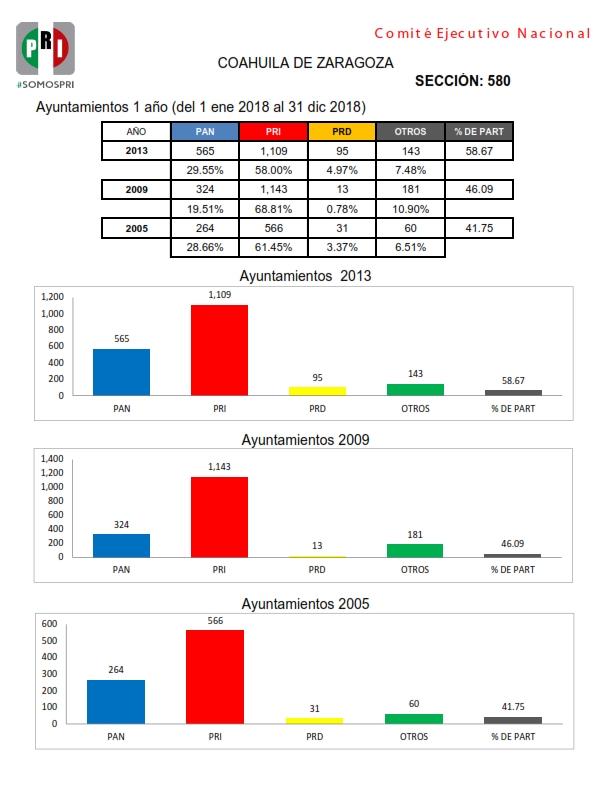 Comité Ejecutivo Nacional
PRI
#SOMOSPRI
COAHUILA DE ZARAGOZA
SECCIÓN: 580
Ayuntamientos 1 año (del 1 ene 2018 al 31 dic 2018)
AÑO PAN PRI PRD OTROS % DE PART
2013 565 1,109 95 143 58.67
29.55% 58.00% 4.97% 7.48%
2009 324 1,143 13 181 46.09
19.51% 68.81% 0.78% 10.90%
2005 264 566 31 60 41.75
28.66% 61.45% 3.37% 6.51%
Ayuntamientos 2013
1,200
1,000
800
600
400
200
0
565 1,109 95 143 58.67
PAN PRI PRD OTROS % DE PART
Ayuntamientos 2009
1,400
1,200
1,000
800
600
400
200
0
324 1,143 13 181 46.09
PAN PRI PRD OTROS % DE PART
Ayuntamientos 2005
600
500
400
300
200
100
0
264 566 31 60 41.75
PAN PRI PRD OTROS % DE PART